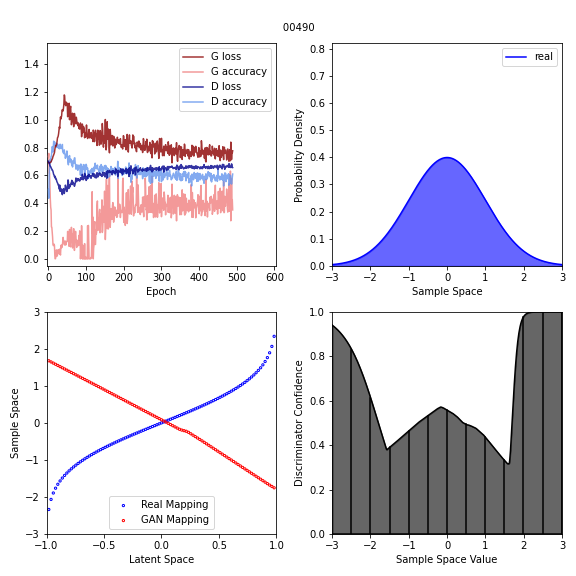 00490
1.4
1.2
1.0
0.8
0.6
0.4
0.2
0.0
G loss
G accuracy
D loss
D accuracy
0 100 200 300 400 500 600
Epoch
Probability Density
0.8
0.7
0.6
0.5
0.4
0.3
0.2
0.1
0.0
real
−3 −2 −1 0 1 2 3
Sample Space
Sample Space
3
2
1
0
−1
−2
−3
Real Mapping
GAN Mapping
−1.0 −0.5 0.0 0.5 1.0
Latent Space
Discriminator Confidence
1.0
0.8
0.6
0.4
0.2
0.0
−3 −2 −1 0 1 2 3
Sample Space Value